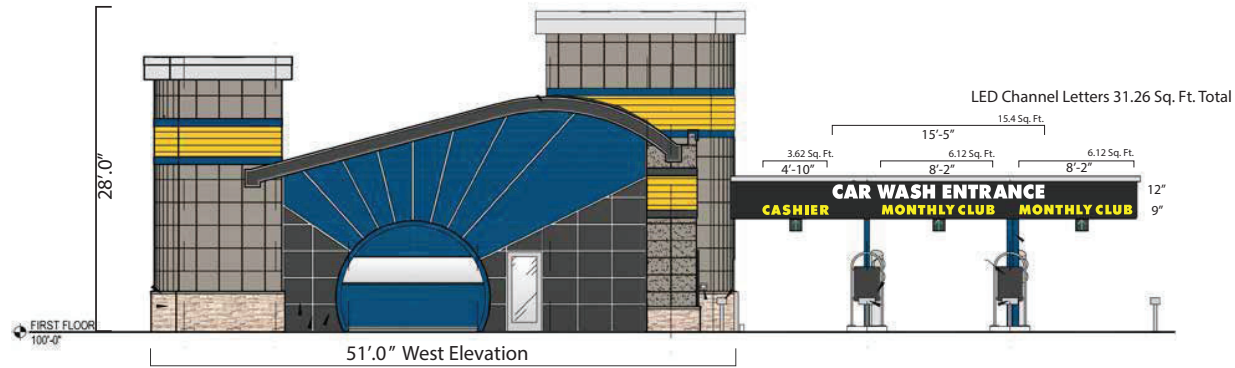 LED Channel Letters 31.26 Sq. Ft. Total
15.4 Sq. Ft.
15'-5"
3.62 Sq. Ft. 6.12 Sq. Ft. 6.12 Sq. Ft.
4'-10" 8'-2" 8'-2"
28'.0"
CAR WASH ENTRANCE 12"
CASHIER MONTHLY CLUB MONTHLY CLUB 9"
FIRST FLOOR
100'-0"
51'.0" West Elevation